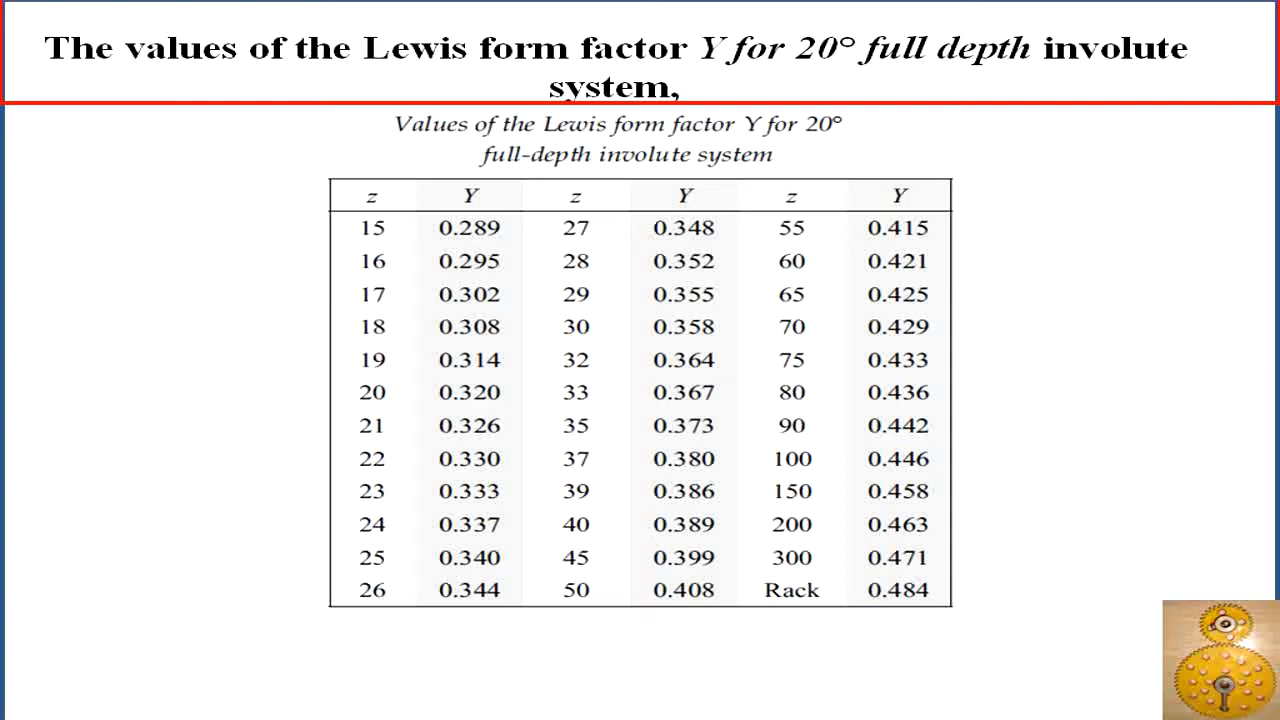 The values of the Lewis form factor Y for 20° full depth involute
system,
Values of the Lewis form factor Y for 20°
full-depth involute system
z Y z Y z Y
15 0.289 27 0.348 55 0.415
16 0.295 28 0.352 60 0.421
17 0.302 29 0.355 65 0.425
18 0.308 30 0.358 70 0.429
19 0.314 32 0.364 75 0.433
20 0.320 33 0.367 80 0.436
21 0.326 35 0.373 90 0.442
22 0.330 37 0.380 100 0.446
23 0.333 39 0.386 150 0.458
24 0.337 40 0.389 200 0.463
25 0.340 45 0.399 300 0.471
26 0.344 50 0.408 Rack 0.484